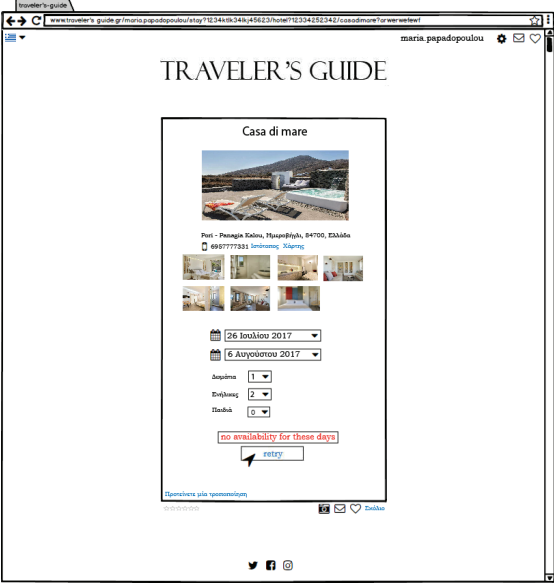 traveler's-guide
www.traveler's guide.gr/maria.papadopoulou/stay?1234ktlk34lkj45623/hotel?12334252342/casadimare?arwerwefewf
maria.papadopoulou
TRAVELER'S GUIDE
Casa di mare
Pori - Panagia Kalou, Ημεροβήγλι, 84700, Ελλάδα
6957777331 Ιστότοπος Χάρτης
26 Ιουλίου 2017
6 Αυγούστου 2017
Δωμάτια 1
Ενήλικες 2
Παιδιά 0
no availability for these days
retry
Προτείνετε μία τροποποίηση
Σχόλιο